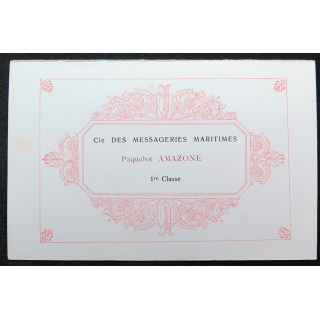 Cie DES MESSAGERIES MARITIMES
Paquebot AMAZONE
1re Classe